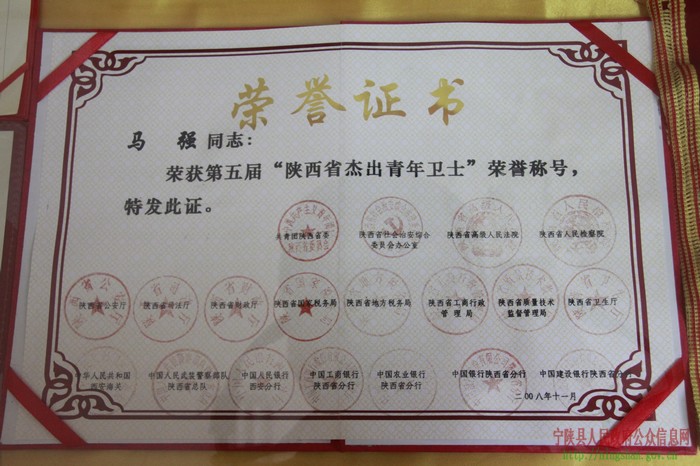 荣誉证书
马 强 同志：
荣获第五届“陕西省杰出青年卫士”荣誉称号，
特发此证。
共青团陕西省委
陕西省社会治安综合
委员会办公室
陕西省高级人民法院
陕西省人民检察院
陕西省公安厅
陕西省司法厅
陕西省财政厅
陕西省国家税务局
陕西省地方税务局
陕西省工商行政
管理局
陕西省质量技术
监督管理局
陕西省卫生厅
中华人民共和国
西安海关
中国人民武装警察部队
陕西省总队
中国人民银行
西安分行
中国工商银行
陕西省分行
中国农业银行
陕西省分行
中国银行陕西省分行
中国建设银行陕西省分行
二〇〇八年十一月
宁陕县人民政府公众信息网